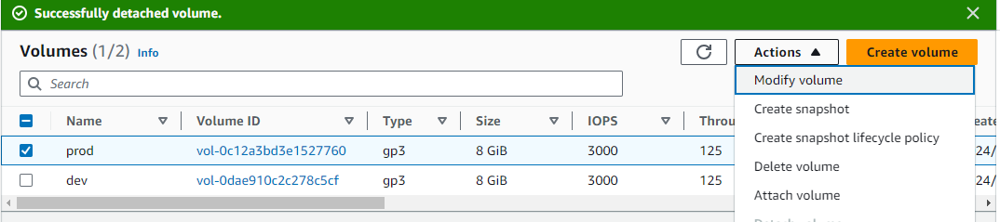 Successfully detached volume.
Volumes (1/2) Info
Actions
Create volume
Search
Modify volume
Create snapshot
Create snapshot lifecycle policy
Delete volume
Attach volume
Name Volume ID Type Size IOPS
prod vol-0c12a3bd3e1527760 gp3 8 GiB 3000 125
dev vol-0dae910c2c278c5cf gp3 8 GiB 3000 125